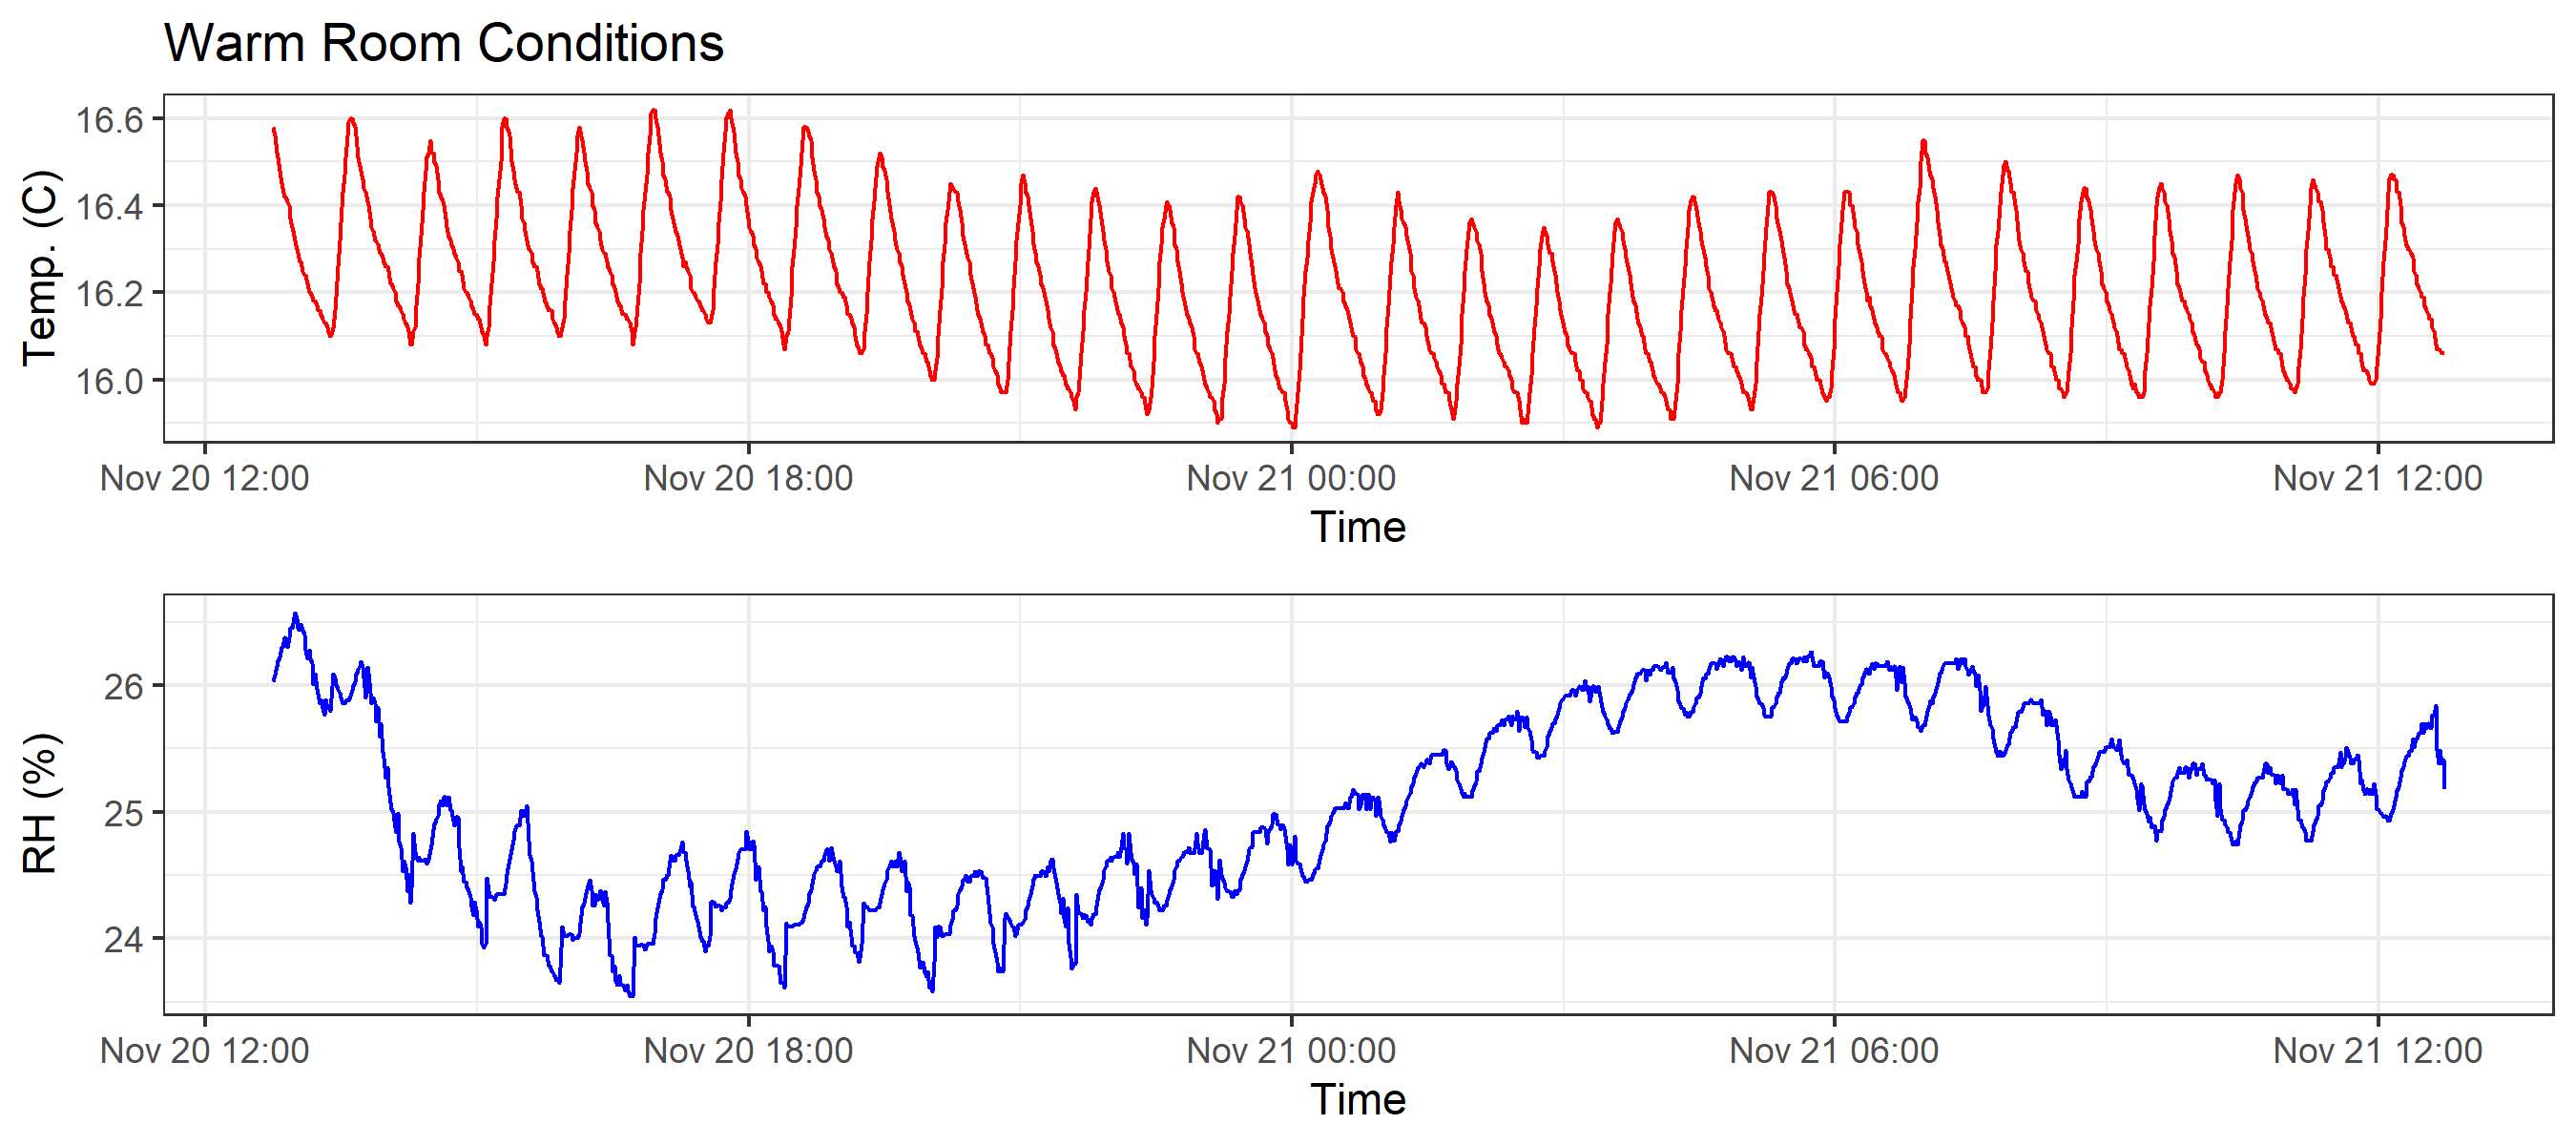 Warm Room Conditions
16.6
16.4
16.2
16.0
Temp. (C)
Nov 20 12:00 Nov 20 18:00 Nov 21 00:00 Nov 21 06:00 Nov 21 12:00
Time
26
25
24
RH (%)
Nov 20 12:00 Nov 20 18:00 Nov 21 00:00 Nov 21 06:00 Nov 21 12:00
Time